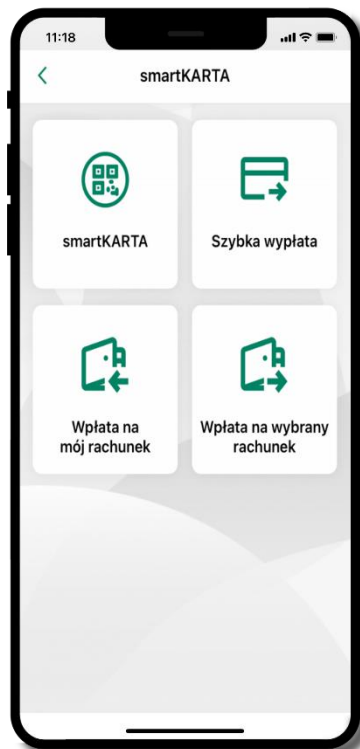 11:18
smartKARTA
smartKARTA
Szybka wypłata
Wpłata na
mój rachunek
Wpłata na wybrany
rachunek